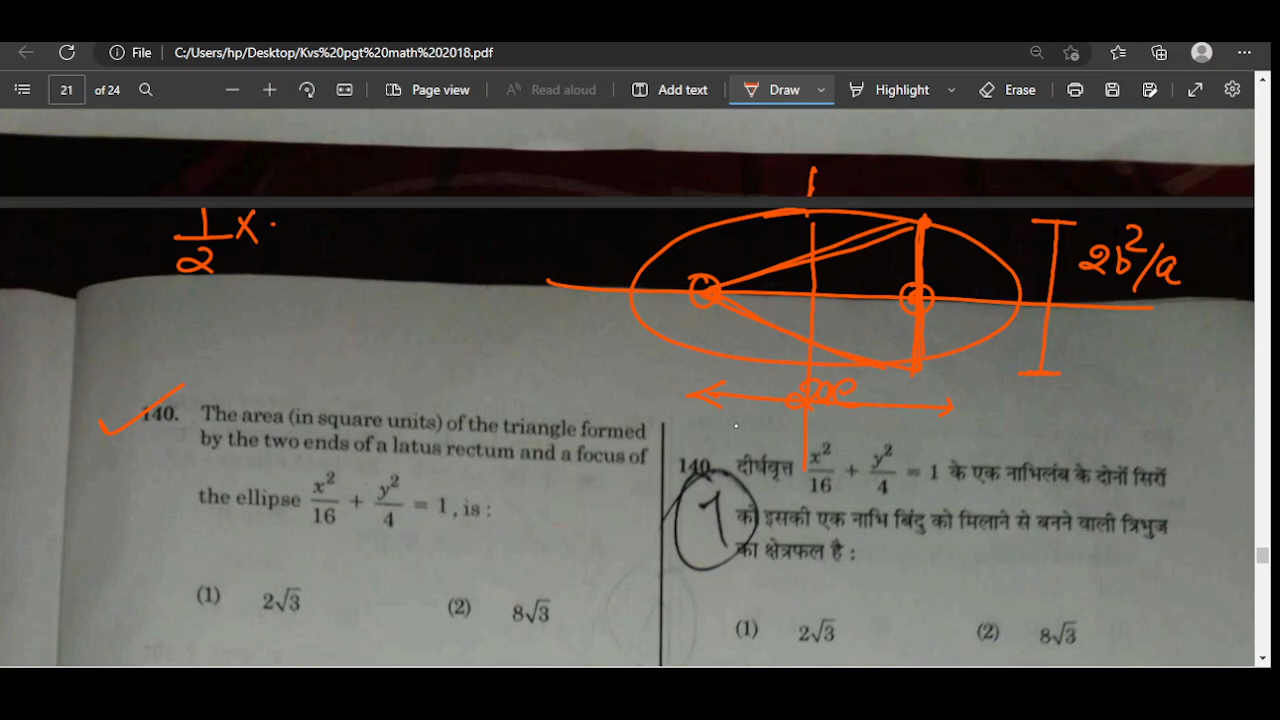 File C:/Users/hp/Desktop/Kvs%20pgt%20math%202018.pdf
21 of 24 Page view Read aloud Add text Draw Highlight Erase
1/2 x
2b²/a
140. The area (in square units) of the triangle formed
by the two ends of a latus rectum and a focus of
the ellipse x²/16 + y²/4 = 1, is :
(1) 2√3 (2) 8√3
140. दीर्घवृत्त x²/16 + y²/4 = 1 के एक नाभिलंब के दोनों सिरों
को इसकी एक नाभि बिंदु को मिलाने से बनने वाली त्रिभुज
का क्षेत्रफल है :
(1) 2√3 (2) 8√3